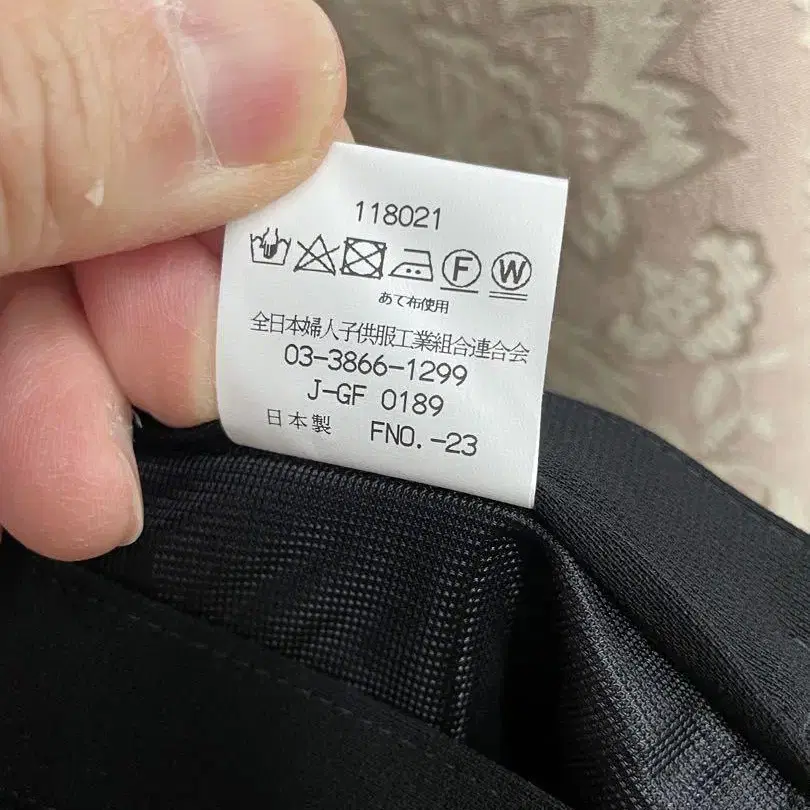 118021
F W
あて布使用
全日本婦人子供服工業組合連合会
03-3866-1299
J-GF 0189
日本製 FNO.-23